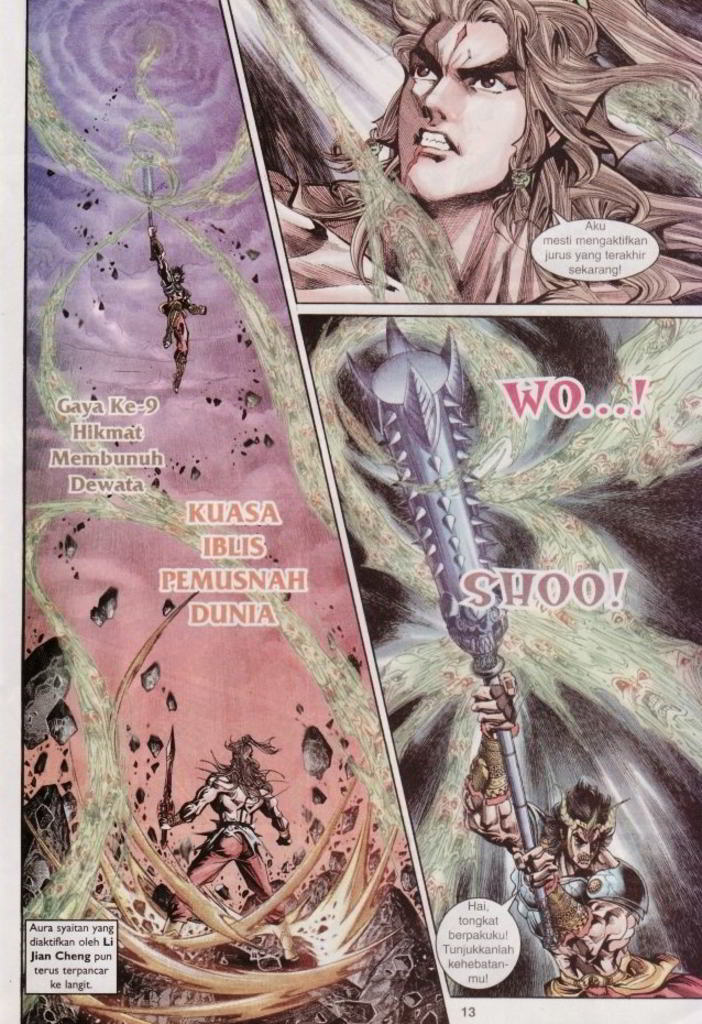 Gaya Ke-9
Hikmat
Membunuh
Dewata
KUASA
IBLIS
PEMUSNAH
DUNIA
Aura syaitan yang
diaktifkan oleh Li
Jian Cheng pun
terus terpancar
ke langit.
Aku
mesti mengaktifkan
jurus yang terakhir
sekarang!
WO...!
SHOO!
Hai,
tongkat
berpakuku!
Tunjukkanlah
kehebatan-
mu!
13